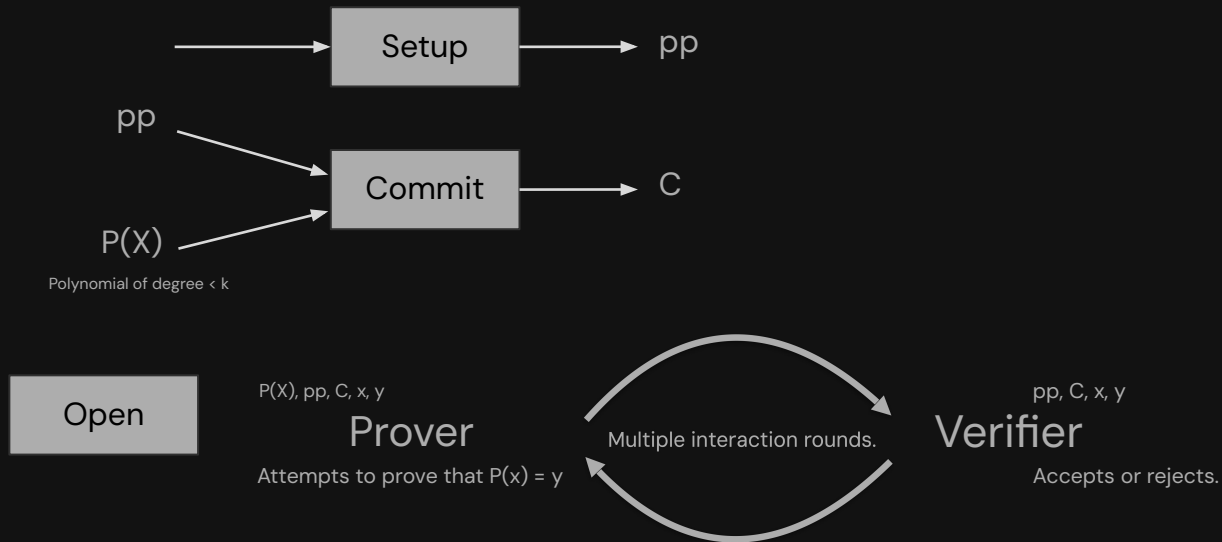 Setup
pp
pp
Commit
C
P(X)
Polynomial of degree < k
Open
P(X), pp, C, x, y
Prover
Attempts to prove that P(x) = y
Multiple interaction rounds.
pp, C, x, y
Verifier
Accepts or rejects.